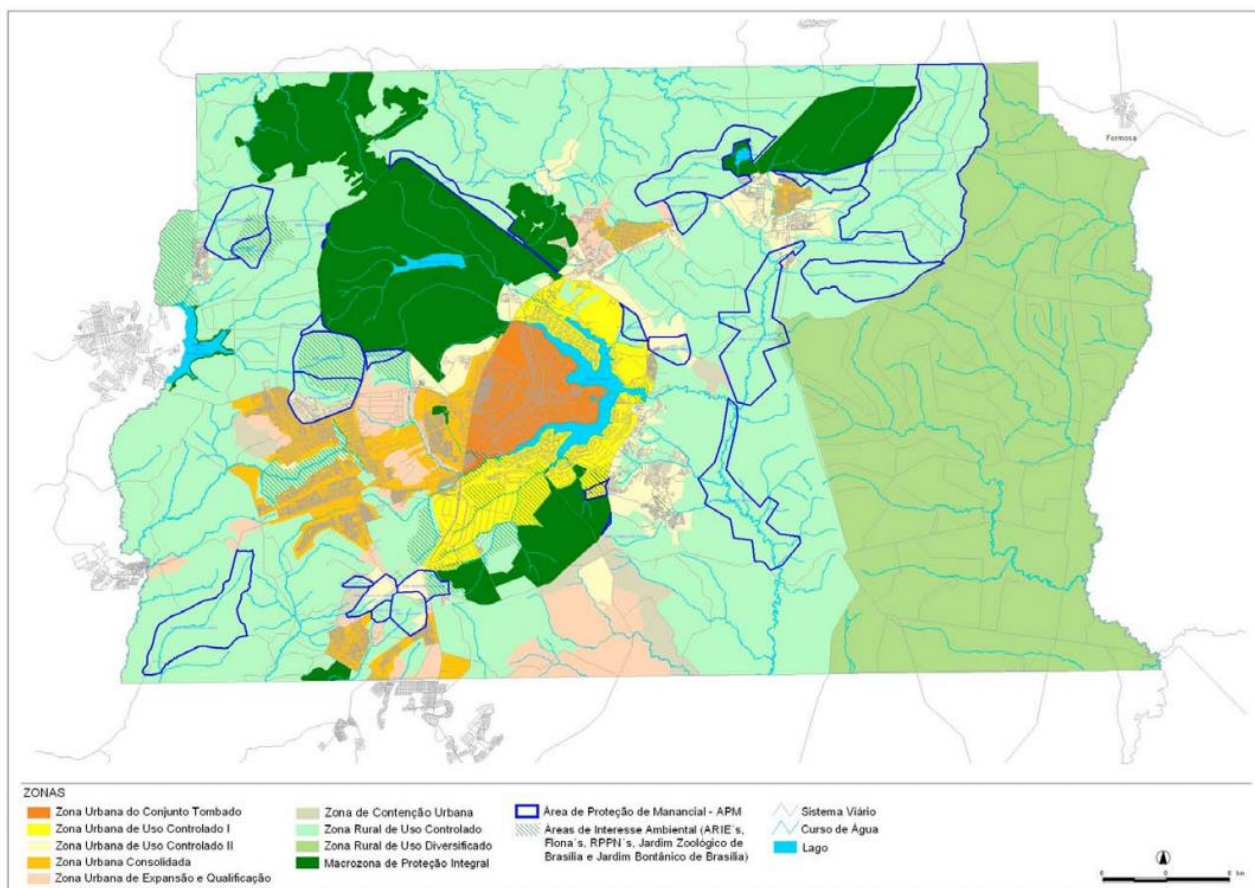 Formosa
ZONAS
Zona Urbana do Conjunto Tombado
Zona Urbana de Uso Controlado I
Zona Urbana de Uso Controlado II
Zona Urbana Consolidada
Zona Urbana de Expansão e Qualificação
Zona de Contenção Urbana
Zona Rural de Uso Controlado
Zona Rural de Uso Diversificado
Macrozona de Proteção Integral
Área de Proteção de Manancial - APM
Áreas de Interesse Ambiental (ARIE´s,
Flona´s, RPPN´s, Jardim Zoológico de
Brasília e Jardim Bontânico de Brasília)
Sistema Viário
Curso de Água
Lago
km